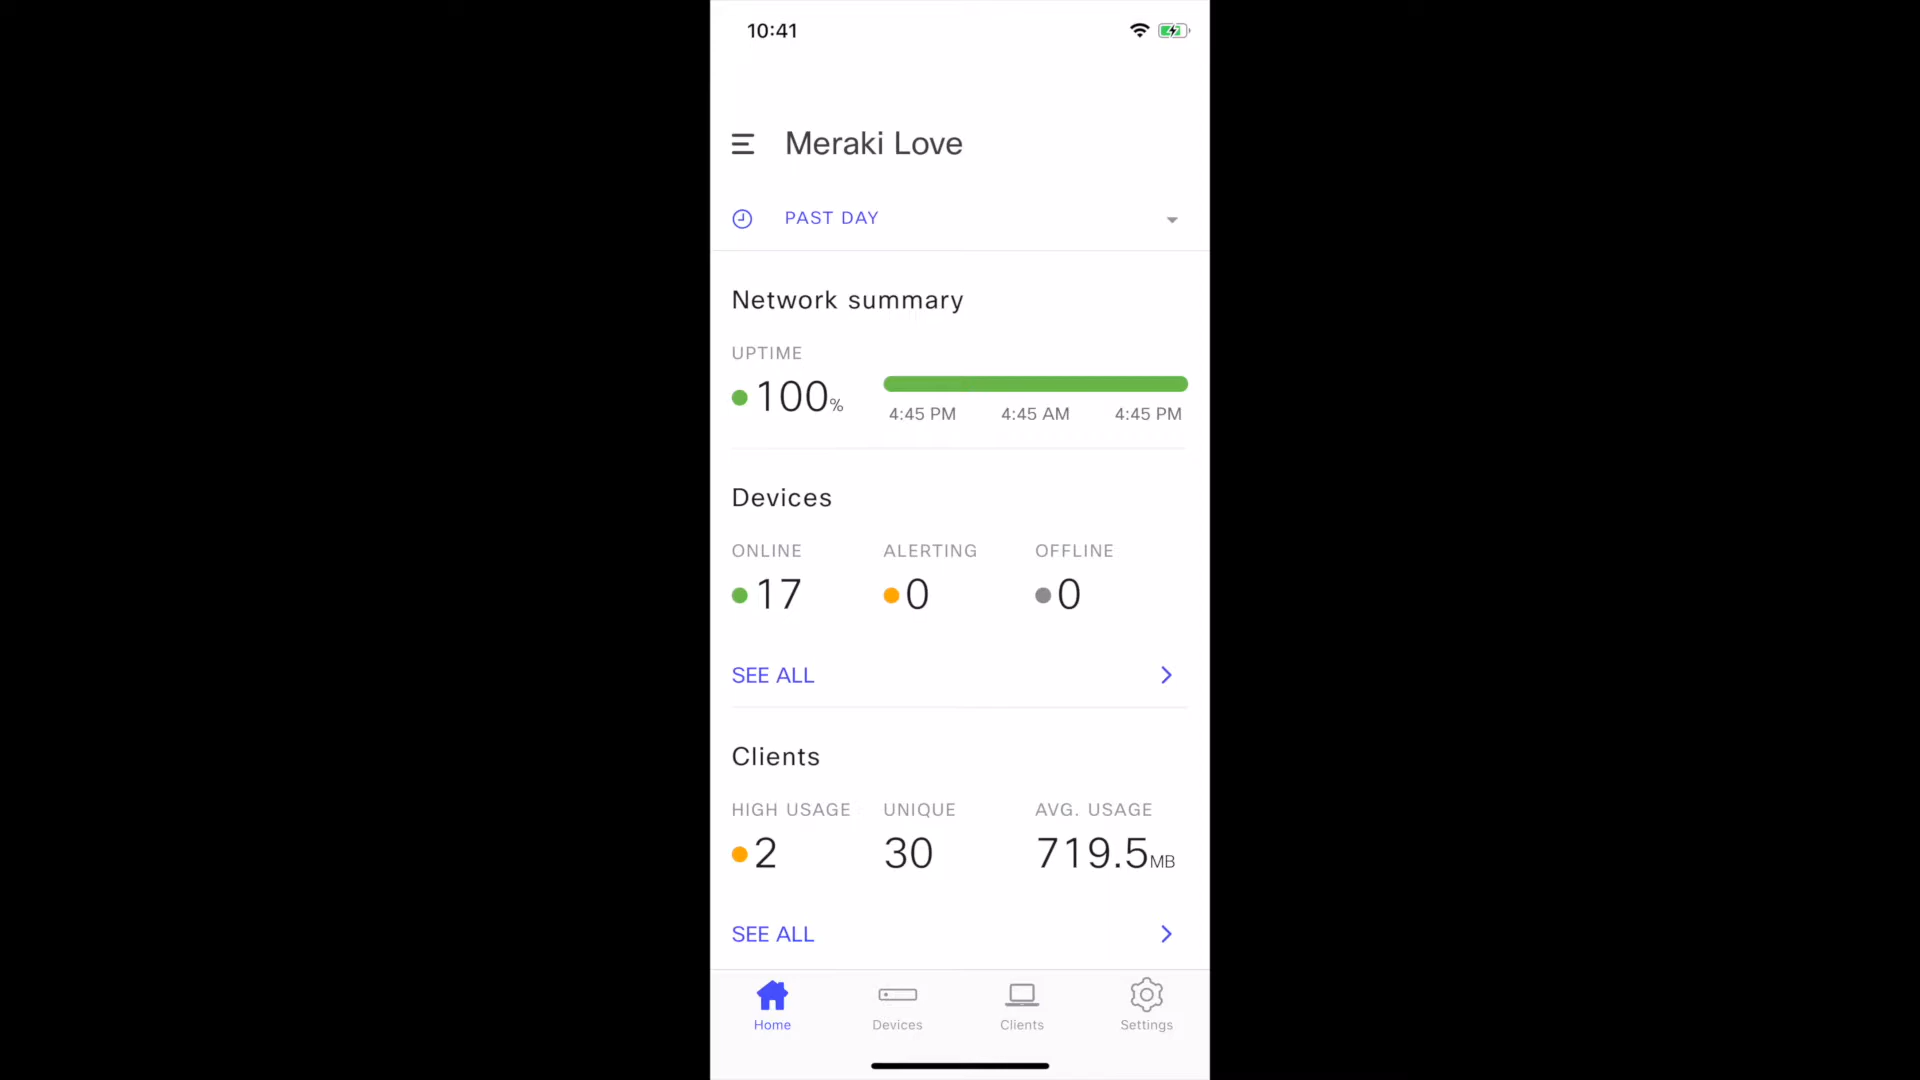 10:41
Meraki Love
PAST DAY
Network summary
UPTIME
100%
4:45 PM 4:45 AM 4:45 PM
Devices
ONLINE ALERTING OFFLINE
17 0 0
SEE ALL
Clients
HIGH USAGE UNIQUE AVG. USAGE
2 30 719.5MB
SEE ALL
Home Devices Clients Settings